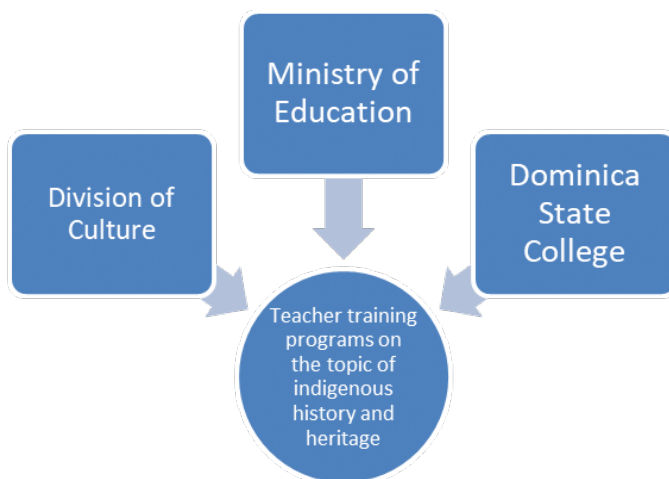 Ministry of
Education
Division of
Culture
Dominica
State
College
Teacher training
programs on
the topic of
indigenous
history and
heritage